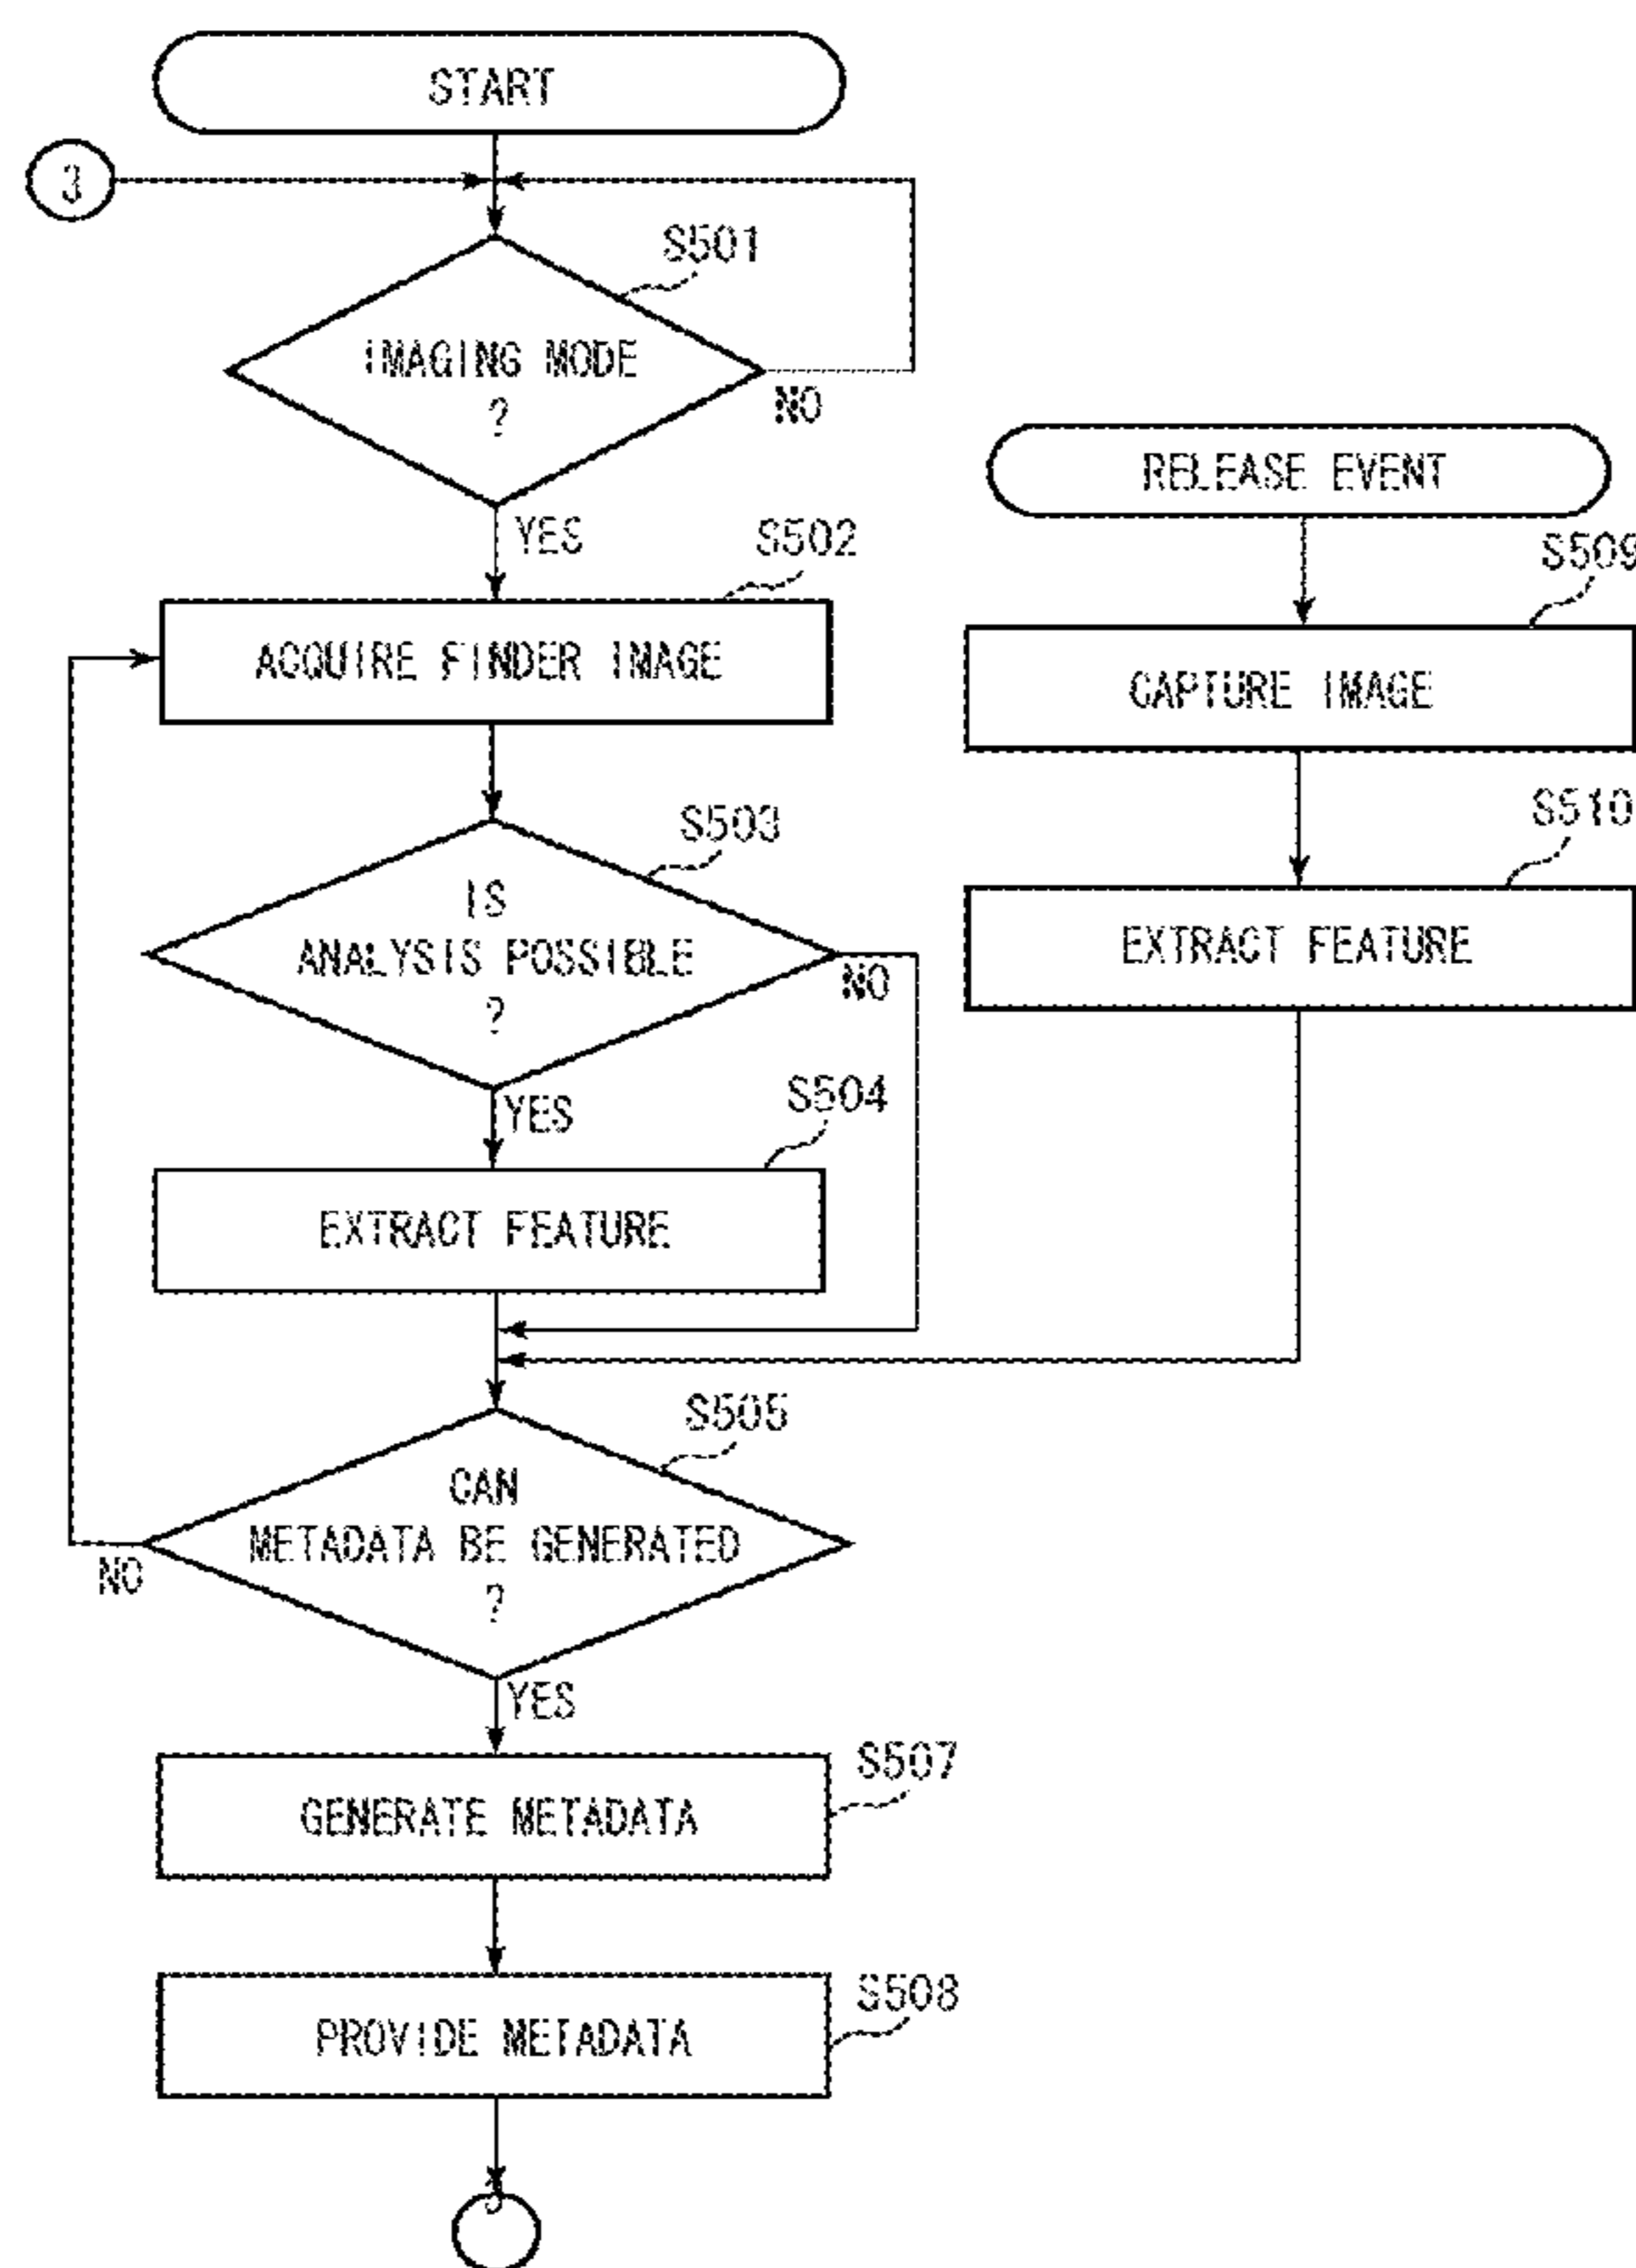 START
3
S501
IMAGING MODE
?
NO
YES
S502
ACQUIRE FINDER IMAGE
S503
IS
ANALYSIS POSSIBLE
?
NO
YES
S504
EXTRACT FEATURE
S505
CAN
METADATA BE GENERATED
?
NO
YES
S507
GENERATE METADATA
S508
PROVIDE METADATA
3
RELEASE EVENT
S509
CAPTURE IMAGE
S510
EXTRACT FEATURE